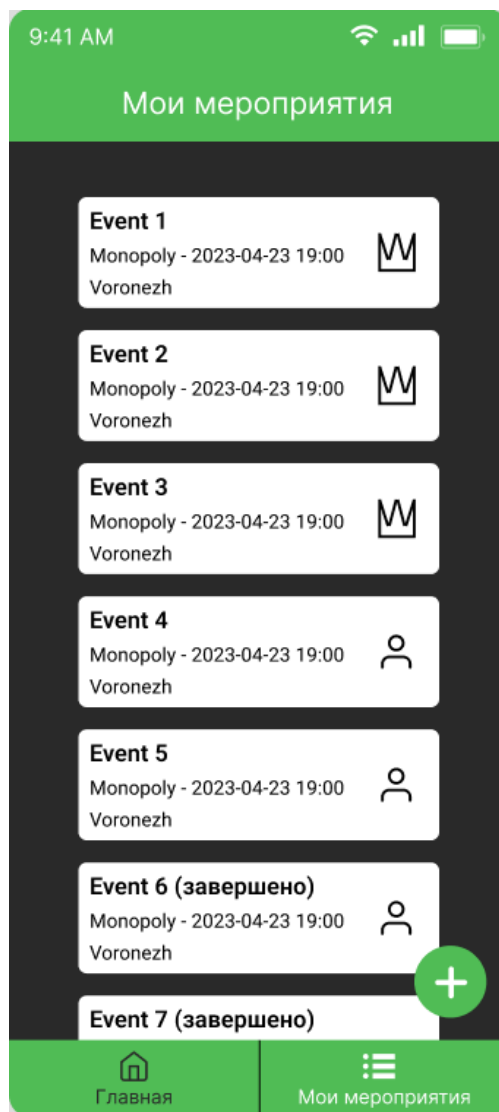 9:41 AM
Мои мероприятия
Event 1
Monopoly - 2023-04-23 19:00
Voronezh
Event 2
Monopoly - 2023-04-23 19:00
Voronezh
Event 3
Monopoly - 2023-04-23 19:00
Voronezh
Event 4
Monopoly - 2023-04-23 19:00
Voronezh
Event 5
Monopoly - 2023-04-23 19:00
Voronezh
Event 6 (завершено)
Monopoly - 2023-04-23 19:00
Voronezh
Event 7 (завершено)
Главная
Мои мероприятия